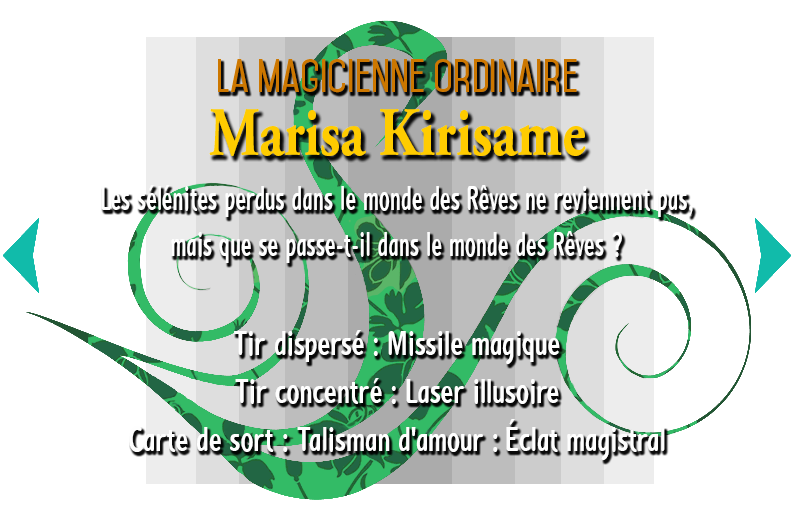 LA MAGICIENNE ORDINAIRE
Marisa Kirisame
Les sélénites perdus dans le monde des Rêves ne reviennent pas,
mais que se passe-t-il dans le monde des Rêves ?
Tir dispersé : Missile magique
Tir concentré : Laser illusoire
Carte de sort : Talisman d'amour : Éclat magistral